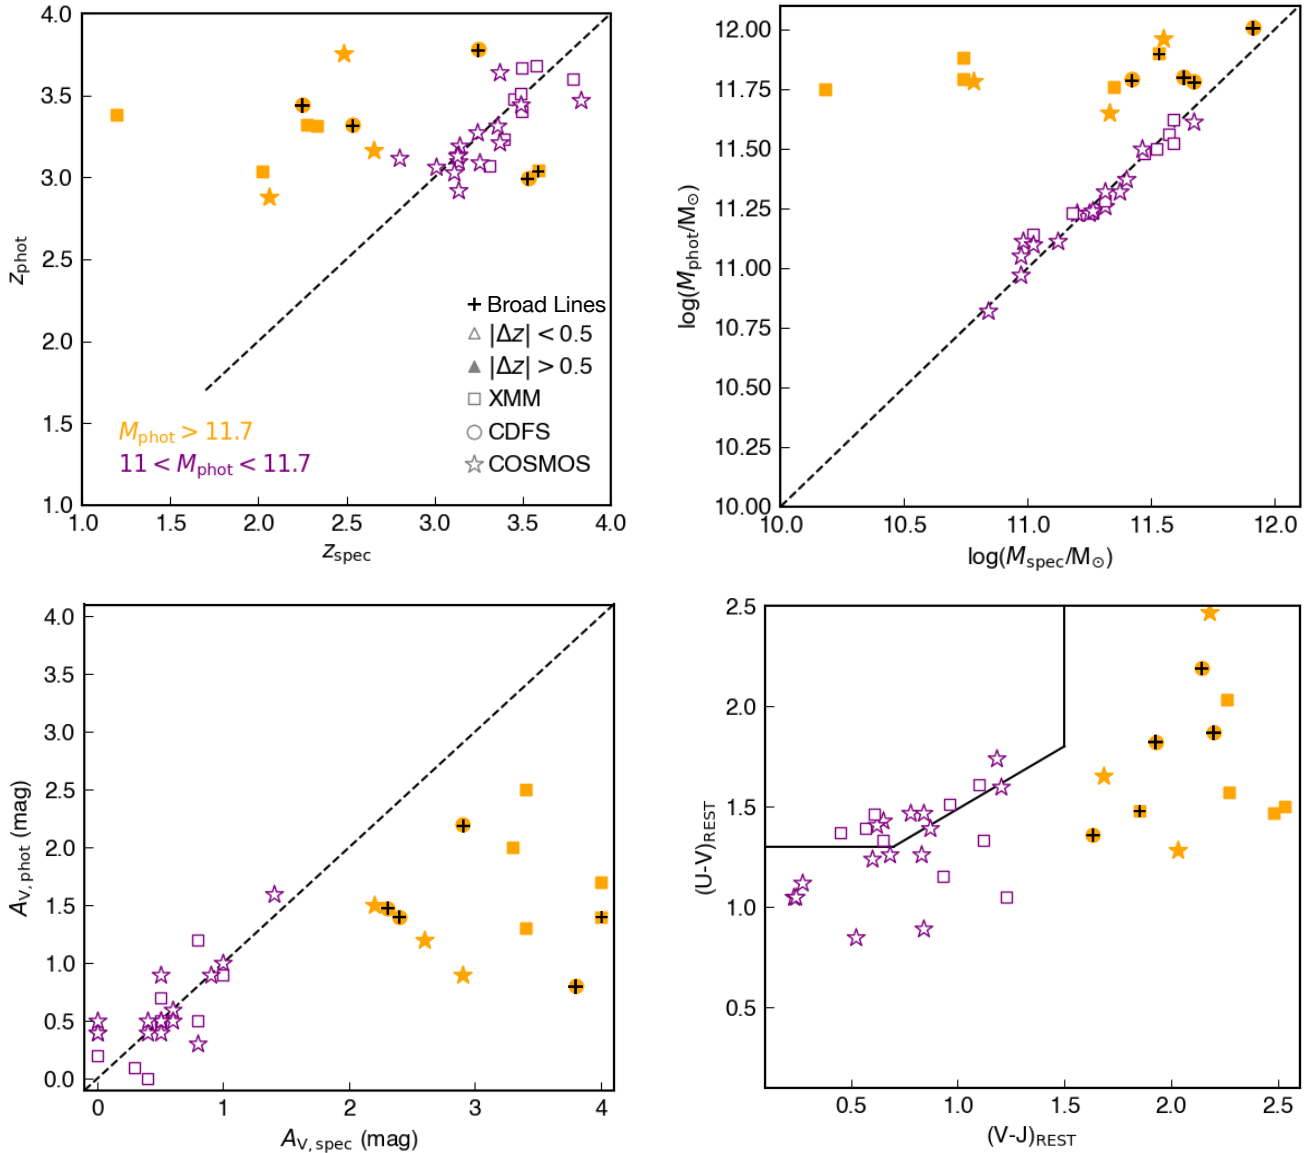 4.0
3.5
3.0
2.5
2.0
1.5
1.0
z_phot
1.0 1.5 2.0 2.5 3.0 3.5 4.0
z_spec
Broad Lines
|Δz| < 0.5
|Δz| > 0.5
XMM
CDFS
COSMOS
M_phot > 11.7
11 < M_phot < 11.7
12.00
11.75
11.50
11.25
11.00
10.75
10.50
10.25
10.00
log(M_phot/M_⊙)
10.0 10.5 11.0 11.5 12.0
log(M_spec/M_⊙)
4.0
3.5
3.0
2.5
2.0
1.5
1.0
0.5
0.0
A_V,phot (mag)
0 1 2 3 4
A_V,spec (mag)
2.5
2.0
1.5
1.0
0.5
(U-V)_REST
0.5 1.0 1.5 2.0 2.5
(V-J)_REST